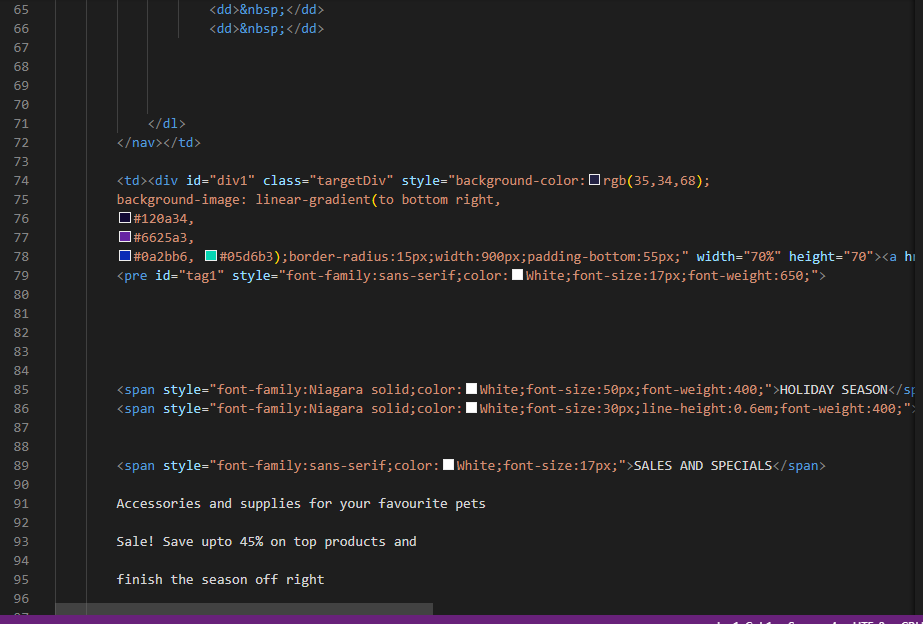 65 <dd>&nbsp;</dd>
66 <dd>&nbsp;</dd>
67
68
69
70
71 </dl>
72 </nav></td>
73
74 <td><div id="div1" class="targetDiv" style="background-color:rgb(35,34,68);
75 background-image: linear-gradient(to bottom right,
76 #120a34,
77 #6625a3,
78 #0a2bb6, #05d6b3);border-radius:15px;width:900px;padding-bottom:55px;" width="70%" height="70"><a
79 <pre id="tag1" style="font-family:sans-serif;color:White;font-size:17px;font-weight:650;">
80
81
82
83
84
85 <span style="font-family:Niagara solid;color:White;font-size:50px;font-weight:400;">HOLIDAY SEASON</sp
86 <span style="font-family:Niagara solid;color:White;font-size:30px;line-height:0.6em;font-weight:400;">
87
88
89 <span style="font-family:sans-serif;color:White;font-size:17px;">SALES AND SPECIALS</span>
90
91 Accessories and supplies for your favourite pets
92
93 Sale! Save upto 45% on top products and
94
95 finish the season off right
96